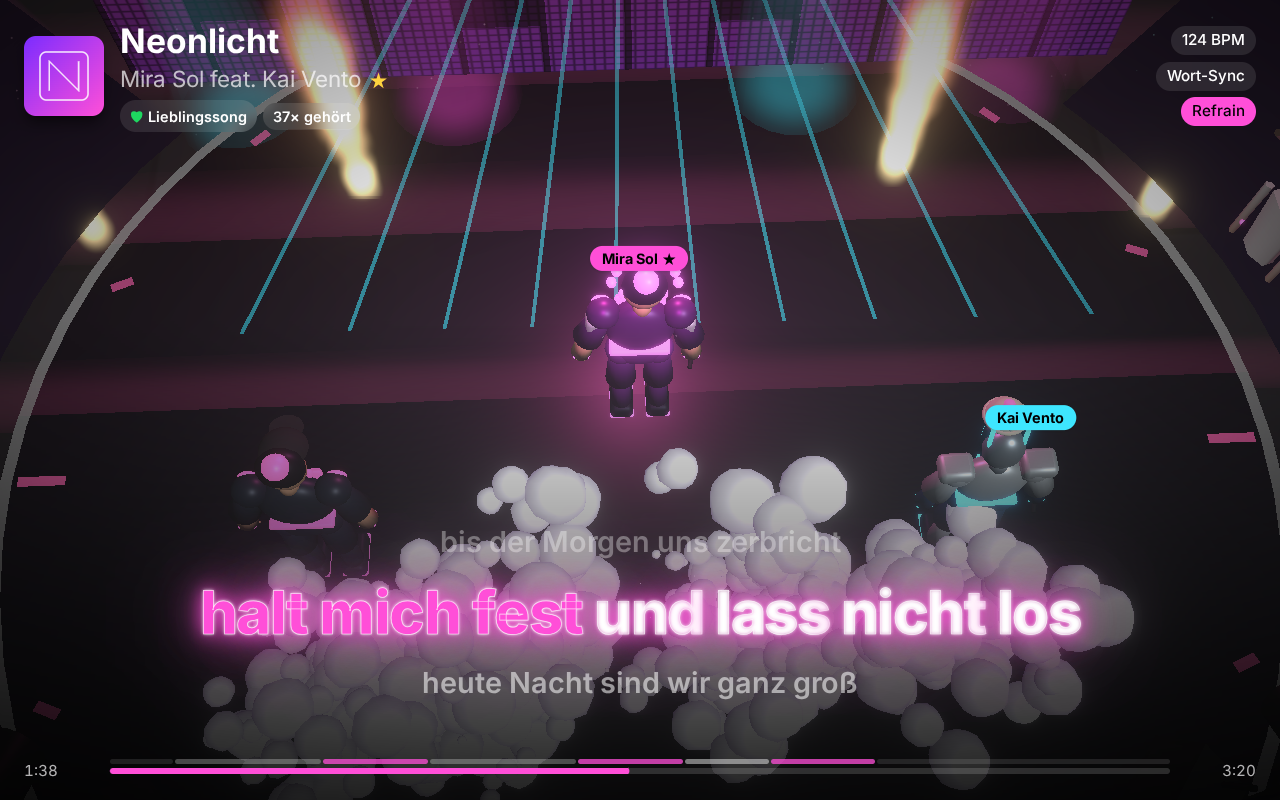 Neonlicht
Mira Sol feat. Kai Vento ★
Lieblingssong
37× gehört
124 BPM
Wort-Sync
Refrain
N
Mira Sol ★
Kai Vento
bis der Morgen uns zerbricht
halt mich fest und lass nicht los
heute Nacht sind wir ganz groß
1:38
3:20